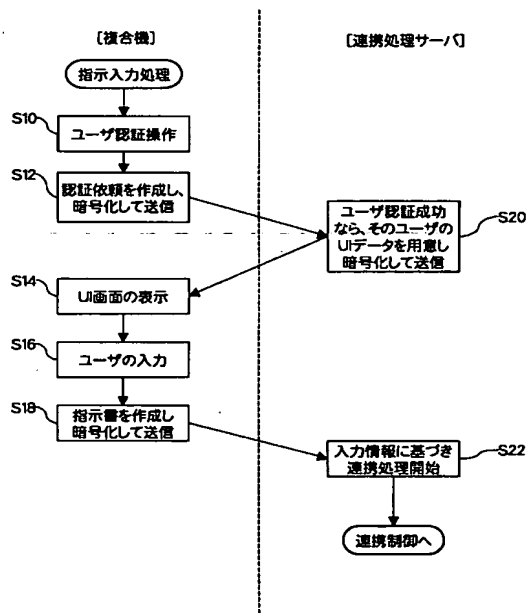 [複合機]
[連携処理サーバ]
指示入力処理
S10
ユーザ認証操作
S12
認証依頼を作成し、
暗号化して送信
ユーザ認証成功
なら、そのユーザの
UIデータを用意し
暗号化して送信
S20
S14
UI画面の表示
S16
ユーザの入力
S18
指示書を作成し
暗号化して送信
入力情報に基づき
連携処理開始
S22
連携制御へ